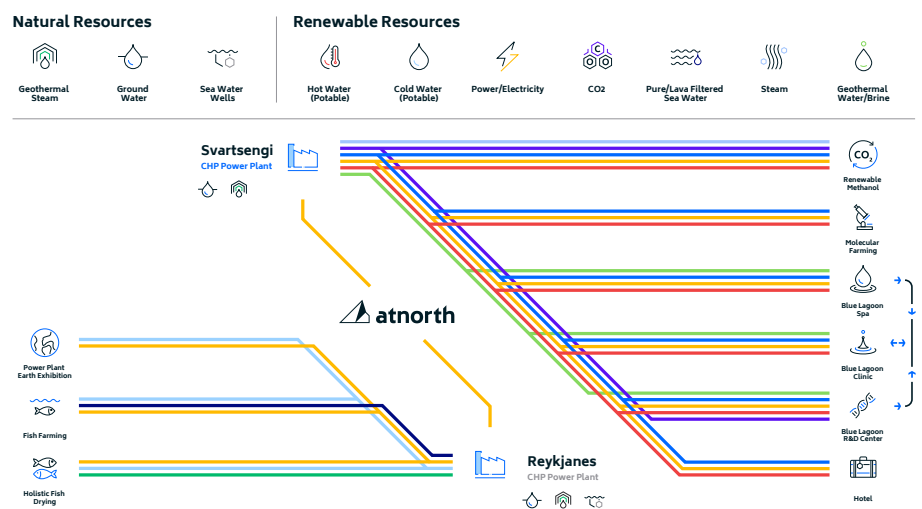 Natural Resources
Renewable Resources
Geothermal
Steam
Ground
Water
Sea Water
Wells
Hot Water
(Potable)
Cold Water
(Potable)
Power/Electricity
C
CO2
Pure/Lava Filtered
Sea Water
Steam
Geothermal
Water/Brine
Svartsengi
CHP Power Plant
CO2
Renewable
Methanol
Molecular
Farming
Blue Lagoon
Spa
atnorth
Power Plant
Earth Exhibition
Blue Lagoon
Clinic
Fish Farming
Blue Lagoon
R&D Center
Holistic Fish
Drying
Reykjanes
CHP Power Plant
Hotel